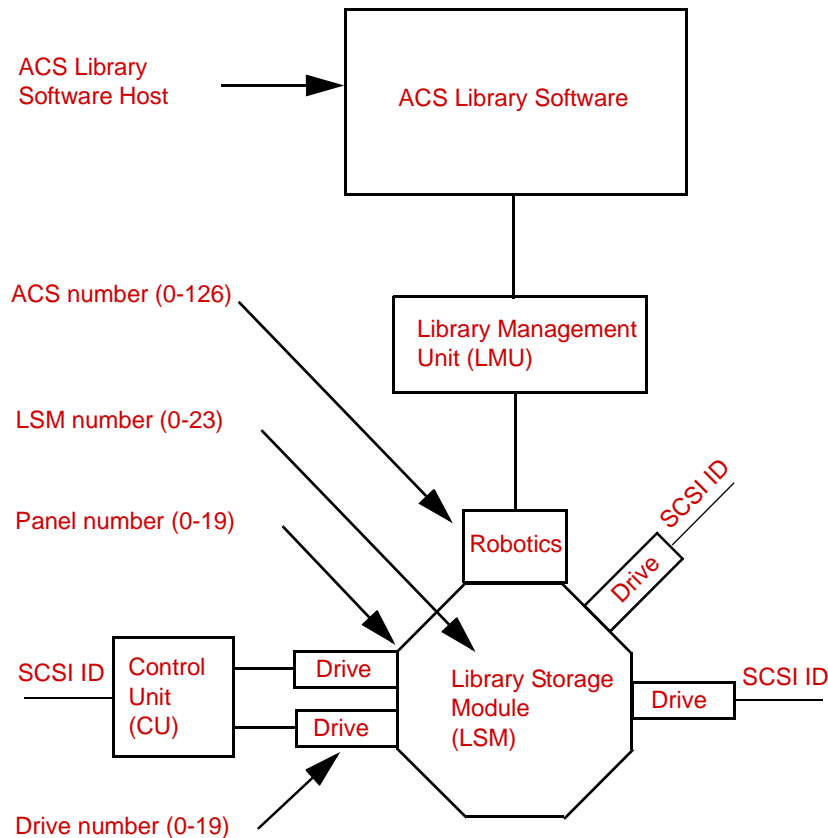 ACS Library
Software Host
ACS Library Software
ACS number (0-126)
Library Management
Unit (LMU)
LSM number (0-23)
SCSI ID
Panel number (0-19)
Robotics
Drive
SCSI ID
Control
Unit
(CU)
Drive
Drive
Library Storage
Module
(LSM)
Drive
SCSI ID
Drive number (0-19)